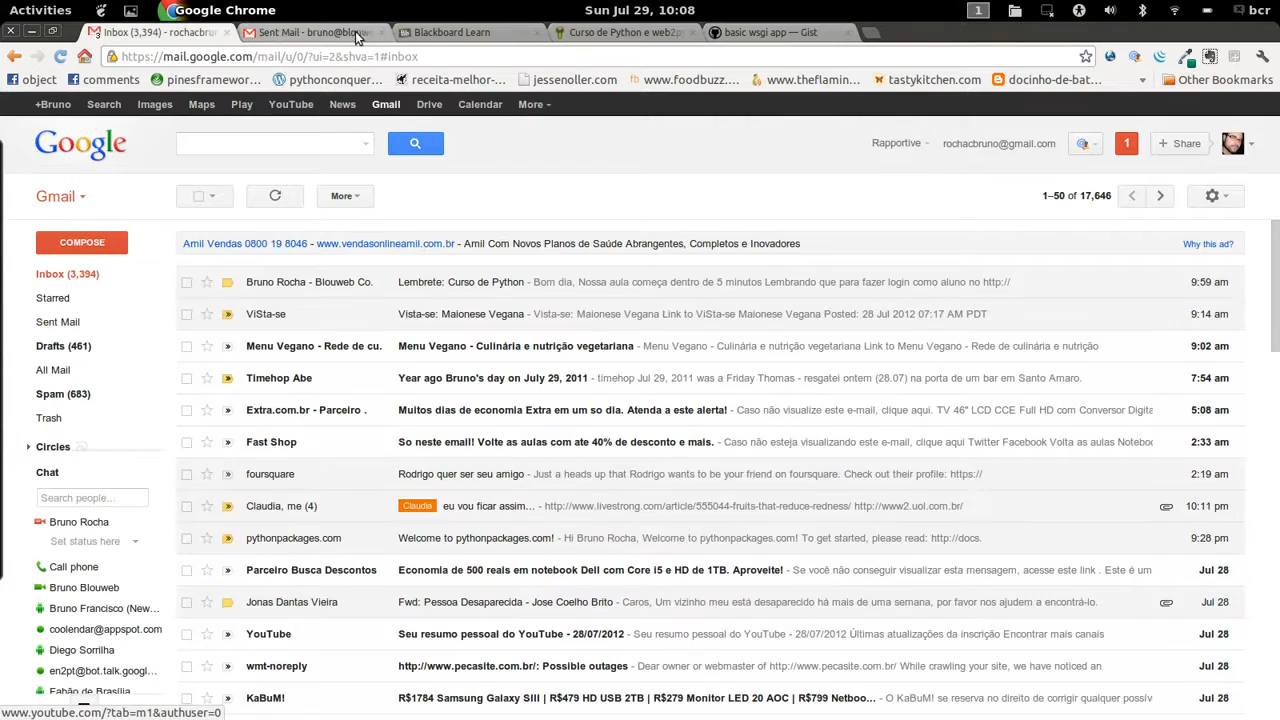 Activities Google Chrome Sun Jul 29, 10:08 1 bcr
Inbox (3,394) - rochacbrun Sent Mail - bruno@blouw Blackboard Learn Curso de Python e web2p basic wsgi app — Gist
https://mail.google.com/mail/u/0/?ui=2&shva=1#inbox
object comments pinesframewor... pythonconquer... receita-melhor-... jessenoller.com www.foodbuzz.... www.theflamin... tastykitchen.com docinho-de-bat... Other Bookmarks
+Bruno Search Images Maps Play YouTube News Gmail Drive Calendar More
Google Rapportive rochacbruno@gmail.com 1 + Share
Gmail More 1–50 of 17,646
COMPOSE
Amil Vendas 0800 19 8046 - www.vendasonlineamil.com.br - Amil Com Novos Planos de Saúde Abrangentes, Completos e Inovadores Why this ad?
Inbox (3,394)
Starred
Sent Mail
Drafts (461)
All Mail
Spam (683)
Trash
Circles
Chat
Search people...
Bruno Rocha
Set status here
Call phone
Bruno Blouweb
Bruno Francisco (New...
coolendar@appspot.com
Diego Sorrilha
en2pt@bot.talk.googl...
Fabão de Brasília
Bruno Rocha - Blouweb Co. Lembrete: Curso de Python - Bom dia, Nossa aula começa dentro de 5 minutos Lembrando que para fazer login como aluno no http:// 9:59 am
ViSta-se Vista-se: Maionese Vegana - Vista-se: Maionese Vegana Link to ViSta-se Maionese Vegana Posted: 28 Jul 2012 07:17 AM PDT 9:14 am
Menu Vegano - Rede de cu. Menu Vegano - Culinária e nutrição vegetariana - Menu Vegano - Culinária e nutrição vegetariana Link to Menu Vegano - Rede de culinária e nutrição 9:02 am
Timehop Abe Year ago Bruno's day on July 29, 2011 - timehop Jul 29, 2011 was a Friday Thomas - resgatei ontem (28.07) na porta de um bar em Santo Amaro. 7:54 am
Extra.com.br - Parceiro . Muitos dias de economia Extra em um so dia. Atenda a este alerta! - Caso não visualize este e-mail, clique aqui. TV 46" LCD CCE Full HD com Conversor Digita 5:08 am
Fast Shop So neste email! Volte as aulas com ate 40% de desconto e mais. - Caso não esteja visualizando este e-mail, clique aqui Twitter Facebook Volta as aulas Noteboo 2:33 am
foursquare Rodrigo quer ser seu amigo - Just a heads up that Rodrigo wants to be your friend on foursquare. Check out their profile: https:// 2:19 am
Claudia, me (4) Claudia eu vou ficar assim... - http://www.livestrong.com/article/555044-fruits-that-reduce-redness/ http://www2.uol.com.br/ 10:11 pm
pythonpackages.com Welcome to pythonpackages.com! - Hi Bruno Rocha, Welcome to pythonpackages.com! To get started, please read: http://docs. 9:28 pm
Parceiro Busca Descontos Economia de 500 reais em notebook Dell com Core i5 e HD de 1TB. Aproveite! - Se você não conseguir visualizar esta mensagem, acesse este link . Este é um Jul 28
Jonas Dantas Vieira Fwd: Pessoa Desaparecida - Jose Coelho Brito - Caros, Um vizinho meu está desaparecido há mais de uma semana, por favor nos ajudem a encontrá-lo. Jul 28
YouTube Seu resumo pessoal do YouTube - 28/07/2012 - Seu resumo pessoal do YouTube - 28/07/2012 Últimas atualizações da inscrição Encontrar mais canais Jul 28
wmt-noreply http://www.pecasite.com.br/: Possible outages - Dear owner or webmaster of http://www.pecasite.com.br/ While crawling your site, we have noticed an Jul 28
KaBuM! R$1784 Samsung Galaxy SIII | R$479 HD USB 2TB | R$279 Monitor LED 20 AOC | R$799 Netboo... - O KaBuM! se reserva no direito de corrigir qualquer possív Jul 28
www.youtube.com/?tab=m1&authuser=0